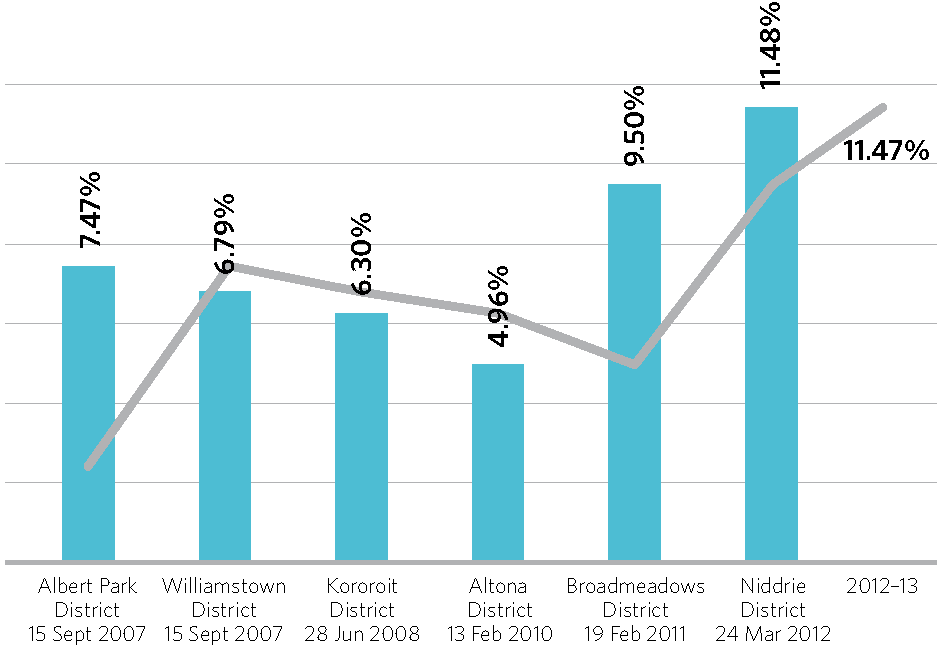 7.47%
6.79%
6.30%
4.96%
9.50%
11.48%
11.47%
Albert Park
District
15 Sept 2007
Williamstown
District
15 Sept 2007
Kororoit
District
28 Jun 2008
Altona
District
13 Feb 2010
Broadmeadows
District
19 Feb 2011
Niddrie
District
24 Mar 2012
2012–13